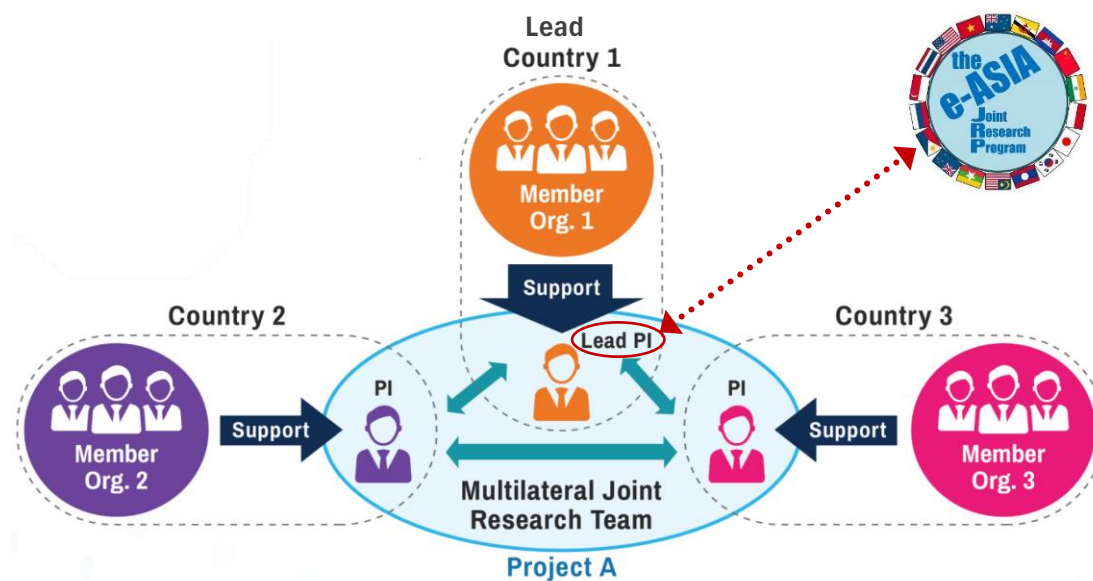 Lead
Country 1
the
e-ASIA
Joint
Research
Program
Member
Org. 1
Support
Lead PI
Country 2
Country 3
PI
PI
Member
Org. 2
Support
Support
Member
Org. 3
Multilateral Joint
Research Team
Project A